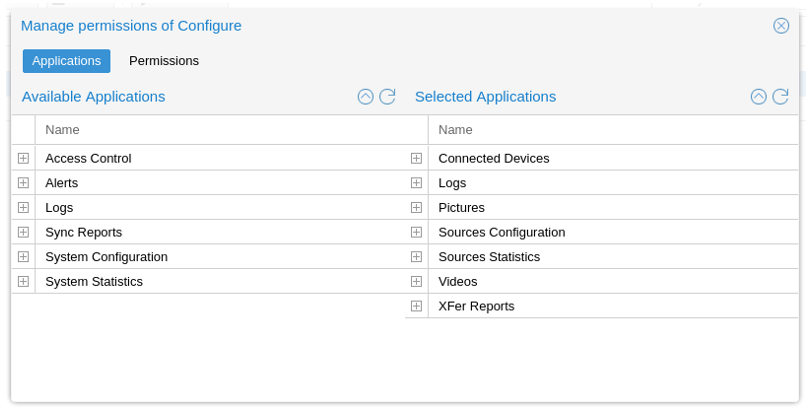 Manage permissions of Configure
Applications Permissions
Available Applications
Name
Access Control
Alerts
Logs
Sync Reports
System Configuration
System Statistics
Selected Applications
Name
Connected Devices
Logs
Pictures
Sources Configuration
Sources Statistics
Videos
XFer Reports